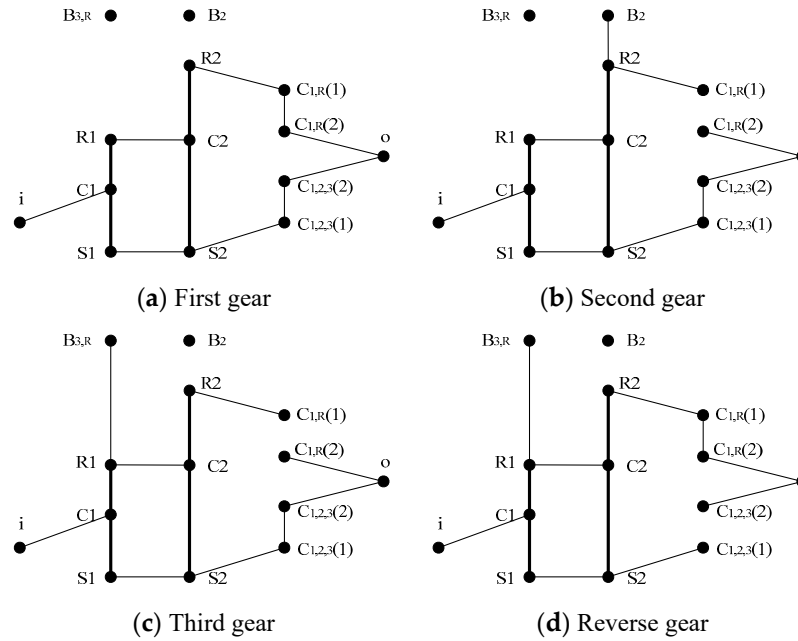 B3,R B2
R2
C1,R(1)
C1,R(2)
R1 C2 o
C1 C1,2,3(2)
i
C1,2,3(1)
S1 S2
(a) First gear
B3,R B2
R2
C1,R(1)
C1,R(2)
R1 C2
C1 C1,2,3(2)
i
C1,2,3(1)
S1 S2
(b) Second gear
B3,R B2
R2
C1,R(1)
C1,R(2)
R1 C2 o
C1 C1,2,3(2)
i
C1,2,3(1)
S1 S2
(c) Third gear
B3,R B2
R2
C1,R(1)
C1,R(2)
R1 C2
C1 C1,2,3(2)
i
C1,2,3(1)
S1 S2
(d) Reverse gear